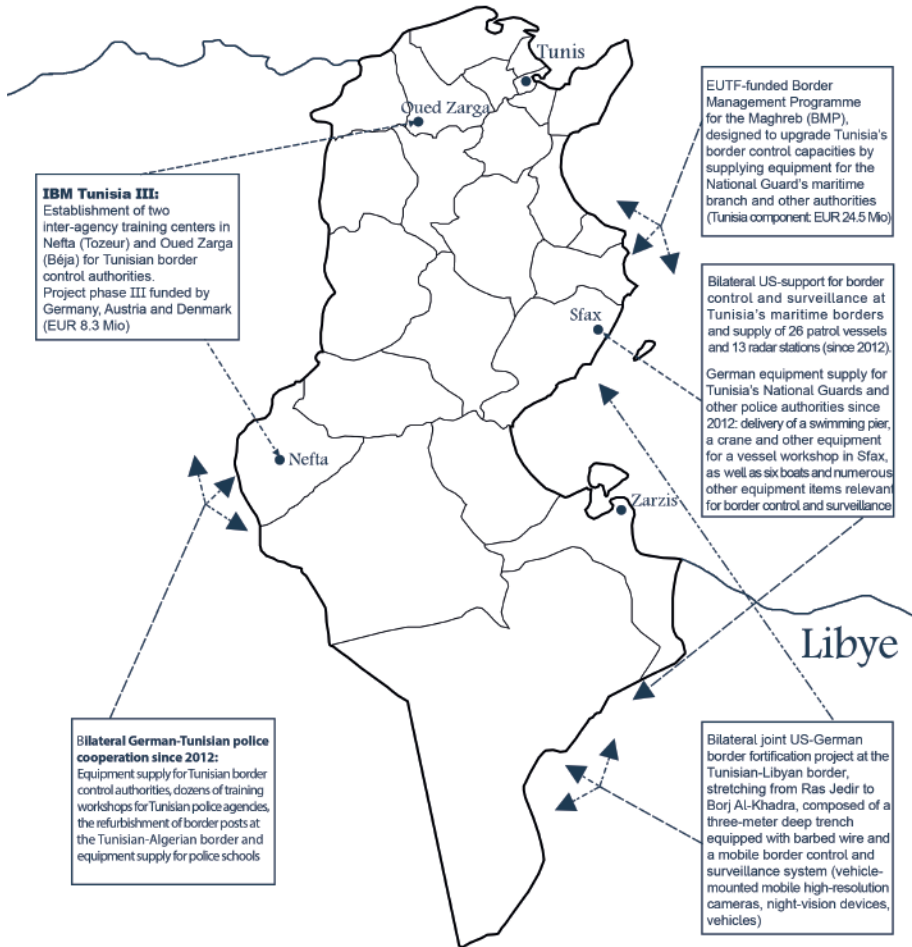 Tunis
Oued Zarga
EUTF-funded Border
Management Programme
for the Maghreb (BMP),
designed to upgrade Tunisia's
border control capacities by
supplying equipment for the
National Guard's maritime
branch and other authorities
(Tunisia component: EUR 24.5 Mio)
IBM Tunisia III:
Establishment of two
inter-agency training centers in
Nefta (Tozeur) and Oued Zarga
(Béja) for Tunisian border
control authorities.
Project phase III funded by
Germany, Austria and Denmark
(EUR 8.3 Mio)
Bilateral US-support for border
control and surveillance at
Tunisia's maritime borders
and supply of 26 patrol vessels
and 13 radar stations (since 2012).
German equipment supply for
Tunisia's National Guards and
other police authorities since
2012: delivery of a swimming pier,
a crane and other equipment
for a vessel workshop in Sfax,
as well as six boats and numerous
other equipment items relevant
for border control and surveillance
Sfax
Nefta
Zarzis
Libye
Bilateral German-Tunisian police
cooperation since 2012:
Equipment supply for Tunisian border
control authorities, dozens of training
workshops for Tunisian police agencies,
the refurbishment of border posts at
the Tunisian-Algerian border and
equipment supply for police schools
Bilateral joint US-German
border fortification project at the
Tunisian-Libyan border,
stretching from Ras Jedir to
Borj Al-Khadra, composed of a
three-meter deep trench
equipped with barbed wire and
a mobile border control and
surveillance system (vehicle-
mounted mobile high-resolution
cameras, night-vision devices,
vehicles)